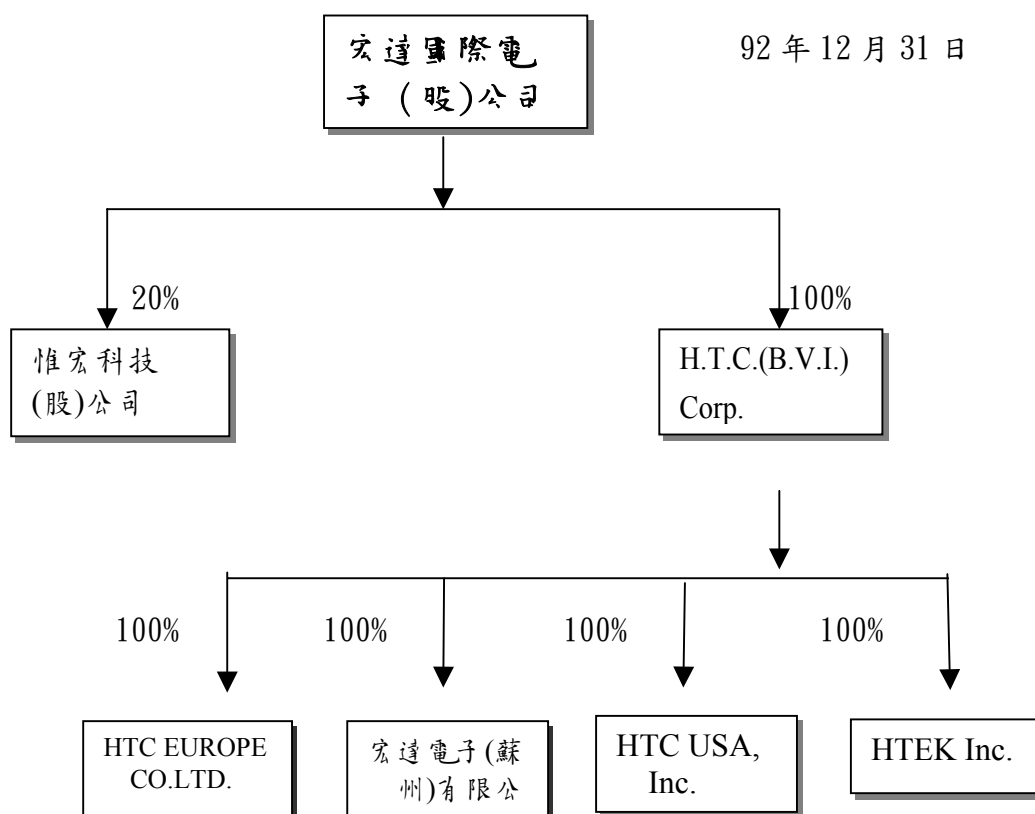 宏達國際電
子 (股)公司
92 年 12 月 31 日
20%
100%
惟宏科技
(股)公司
H.T.C.(B.V.I.)
Corp.
100%
100%
100%
100%
HTC EUROPE
CO.LTD.
宏達電子(蘇
州)有限公
HTC USA,
Inc.
HTEK Inc.